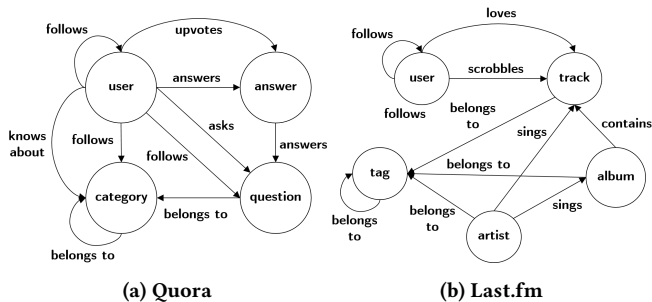 follows
upvotes
user
answers
answer
knows
about
follows
asks
follows
answers
category
belongs to
question
belongs to
(a) Quora
loves
follows
user
scrobbles
track
follows
belongs
to
sings
contains
tag
belongs to
album
belongs
to
belongs
to
sings
artist
(b) Last.fm